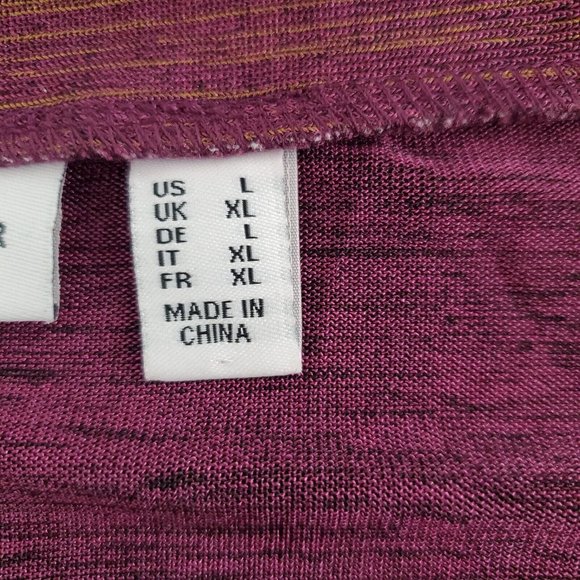 R
US L
UK XL
DE L
IT XL
FR XL
MADE IN
CHINA